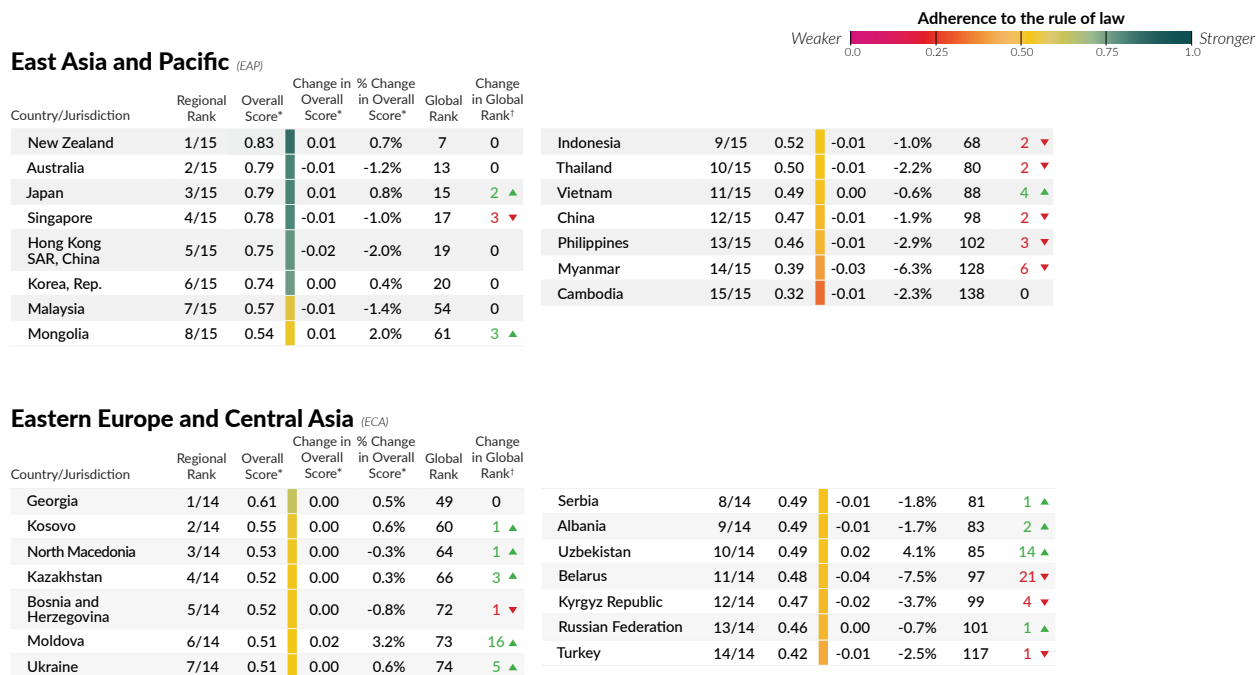 Adherence to the rule of law
Weaker Stronger
0.0 0.25 0.50 0.75 1.0
East Asia and Pacific (EAP)
Country/Jurisdiction Regional Rank Overall Score* Change in Overall Score* % Change in Overall Score* Global Rank Change in Global Rank†
New Zealand 1/15 0.83 0.01 0.7% 7 0
Australia 2/15 0.79 -0.01 -1.2% 13 0
Japan 3/15 0.79 0.01 0.8% 15 2 ▲
Singapore 4/15 0.78 -0.01 -1.0% 17 3 ▼
Hong Kong
SAR, China 5/15 0.75 -0.02 -2.0% 19 0
Korea, Rep. 6/15 0.74 0.00 0.4% 20 0
Malaysia 7/15 0.57 -0.01 -1.4% 54 0
Mongolia 8/15 0.54 0.01 2.0% 61 3 ▲
Indonesia 9/15 0.52 -0.01 -1.0% 68 2 ▼
Thailand 10/15 0.50 -0.01 -2.2% 80 2 ▼
Vietnam 11/15 0.49 0.00 -0.6% 88 4 ▲
China 12/15 0.47 -0.01 -1.9% 98 2 ▼
Philippines 13/15 0.46 -0.01 -2.9% 102 3 ▼
Myanmar 14/15 0.39 -0.03 -6.3% 128 6 ▼
Cambodia 15/15 0.32 -0.01 -2.3% 138 0
Eastern Europe and Central Asia (ECA)
Country/Jurisdiction Regional Rank Overall Score* Change in Overall Score* % Change in Overall Score* Global Rank Change in Global Rank†
Georgia 1/14 0.61 0.00 0.5% 49 0
Kosovo 2/14 0.55 0.00 0.6% 60 1 ▲
North Macedonia 3/14 0.53 0.00 -0.3% 64 1 ▲
Kazakhstan 4/14 0.52 0.00 0.3% 66 3 ▲
Bosnia and
Herzegovina 5/14 0.52 0.00 -0.8% 72 1 ▼
Moldova 6/14 0.51 0.02 3.2% 73 16 ▲
Ukraine 7/14 0.51 0.00 0.6% 74 5 ▲
Serbia 8/14 0.49 -0.01 -1.8% 81 1 ▲
Albania 9/14 0.49 -0.01 -1.7% 83 2 ▲
Uzbekistan 10/14 0.49 0.02 4.1% 85 14 ▲
Belarus 11/14 0.48 -0.04 -7.5% 97 21 ▼
Kyrgyz Republic 12/14 0.47 -0.02 -3.7% 99 4 ▼
Russian Federation 13/14 0.46 0.00 -0.7% 101 1 ▲
Turkey 14/14 0.42 -0.01 -2.5% 117 1 ▼